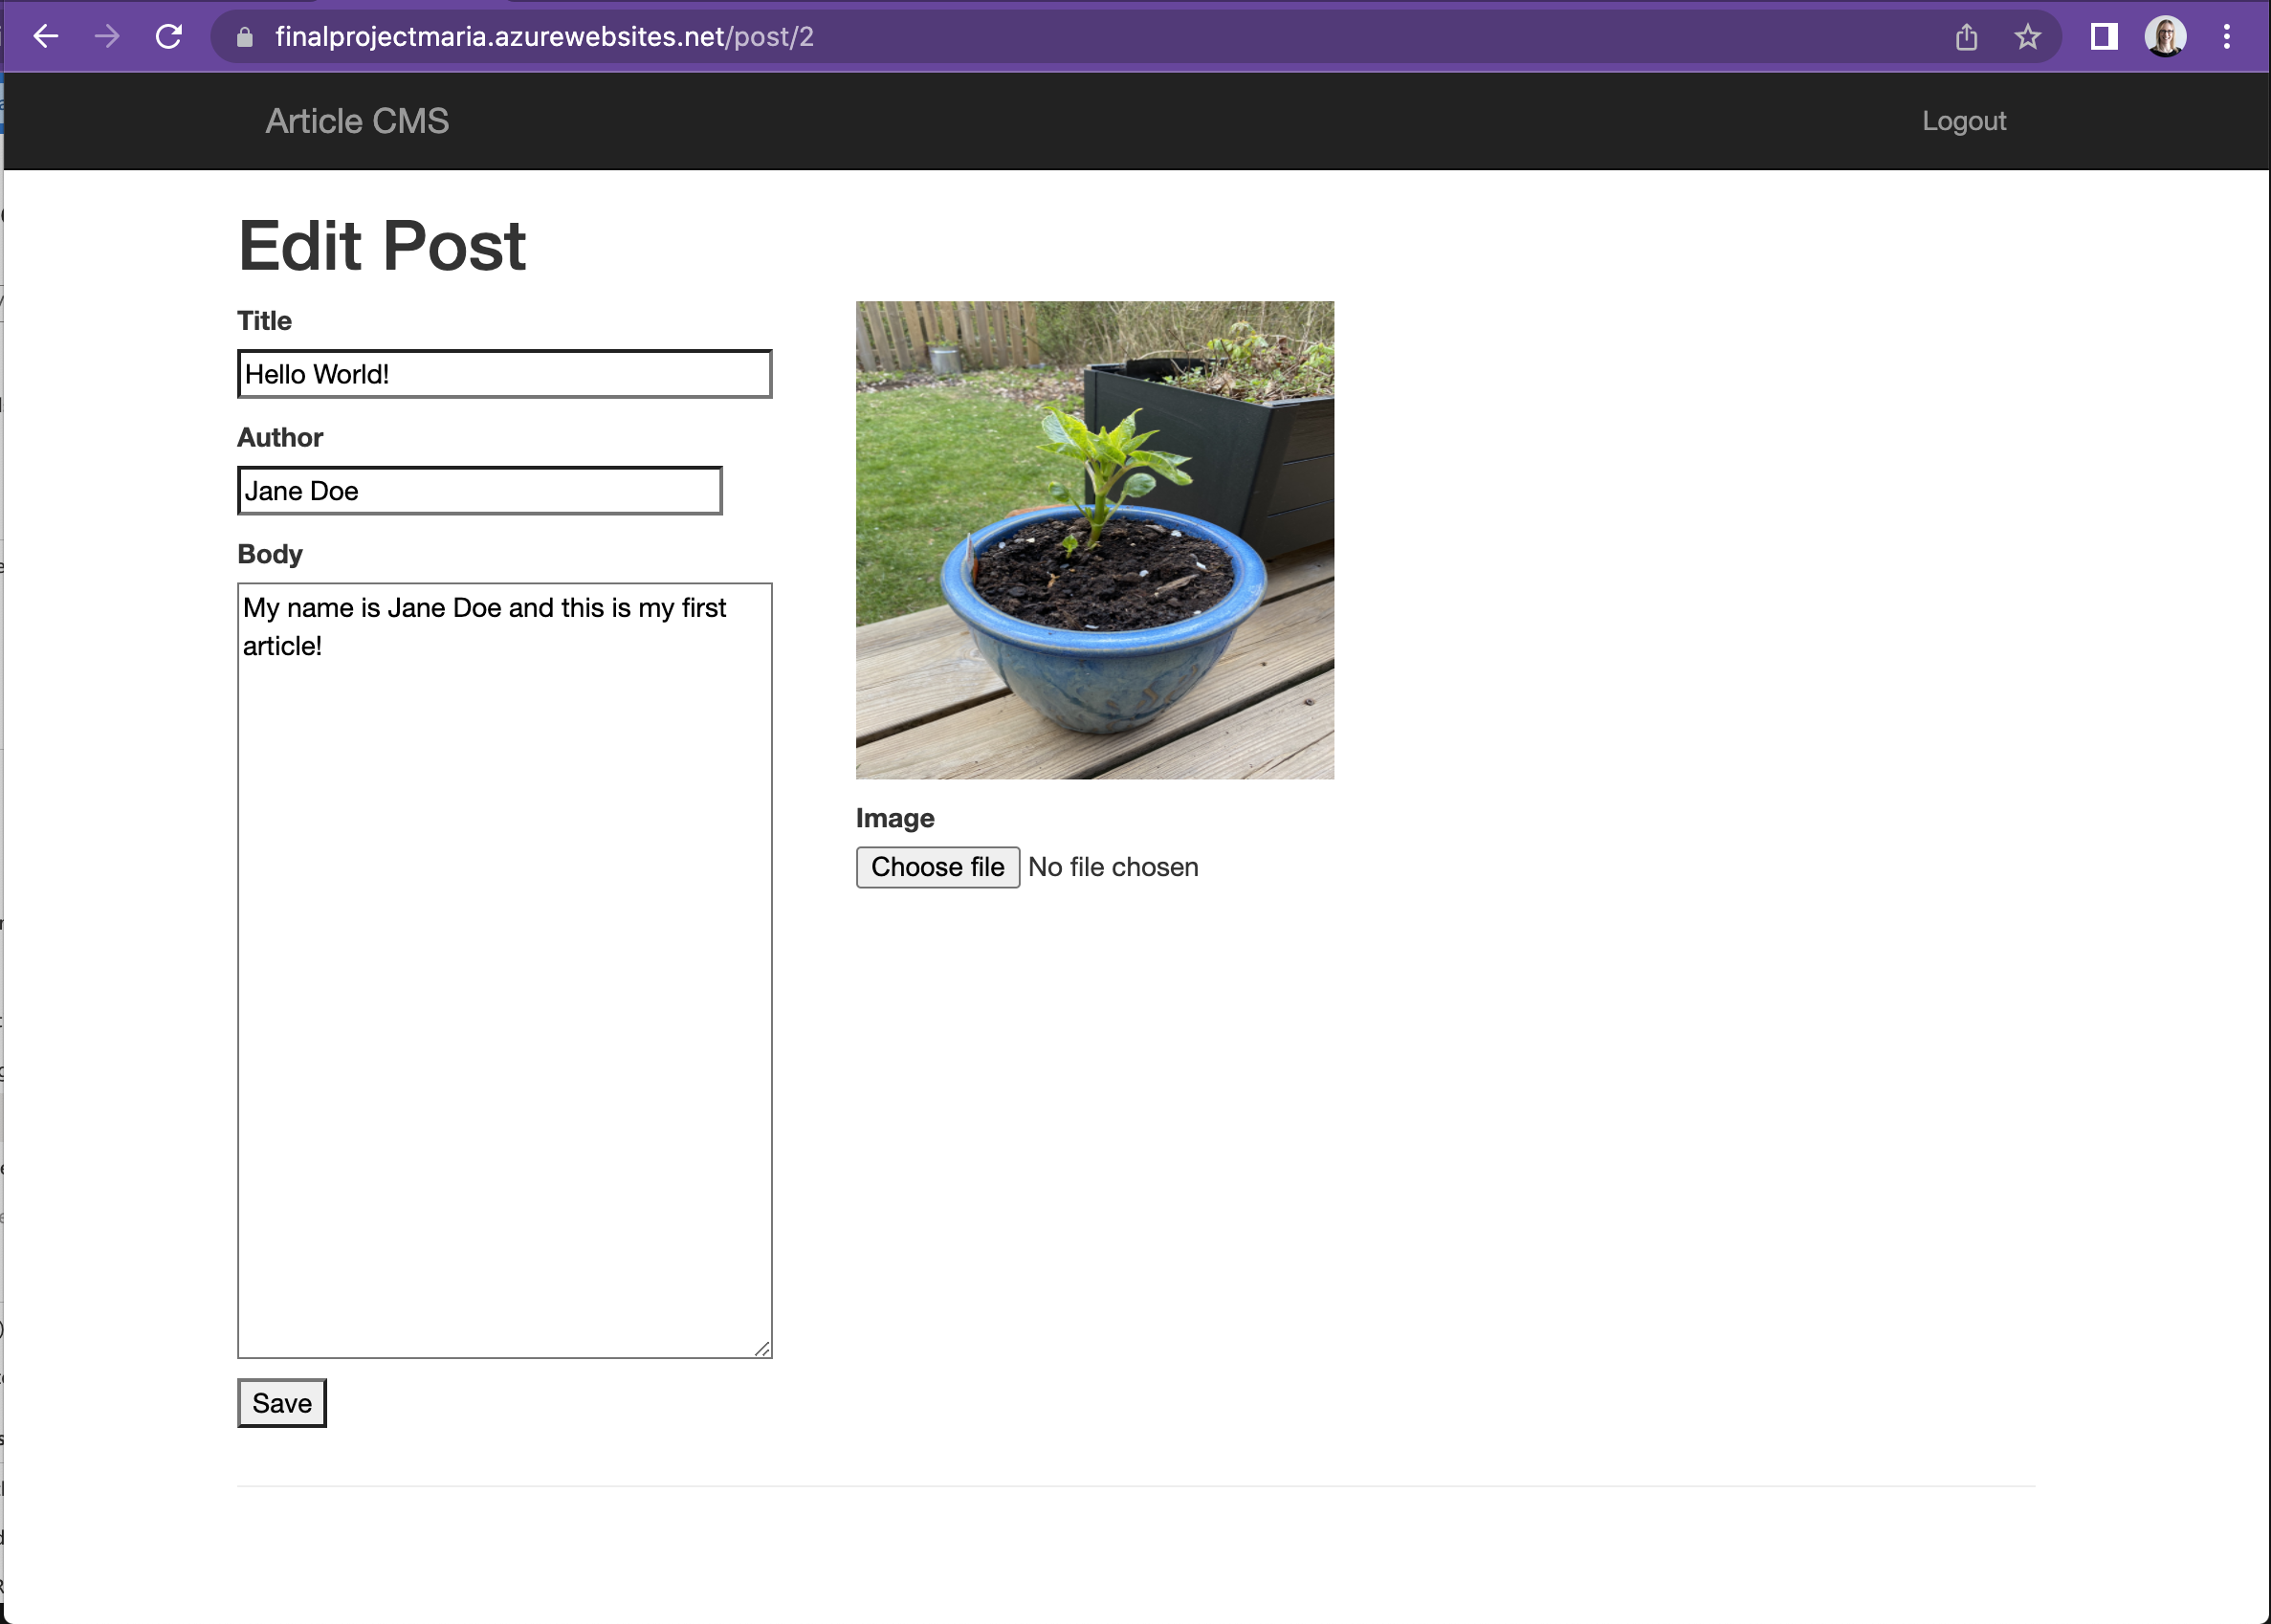 finalprojectmaria.azurewebsites.net/post/2
Article CMS
Logout
Edit Post
Title
Hello World!
Author
Jane Doe
Body
My name is Jane Doe and this is my first
article!
Image
Choose file No file chosen
Save